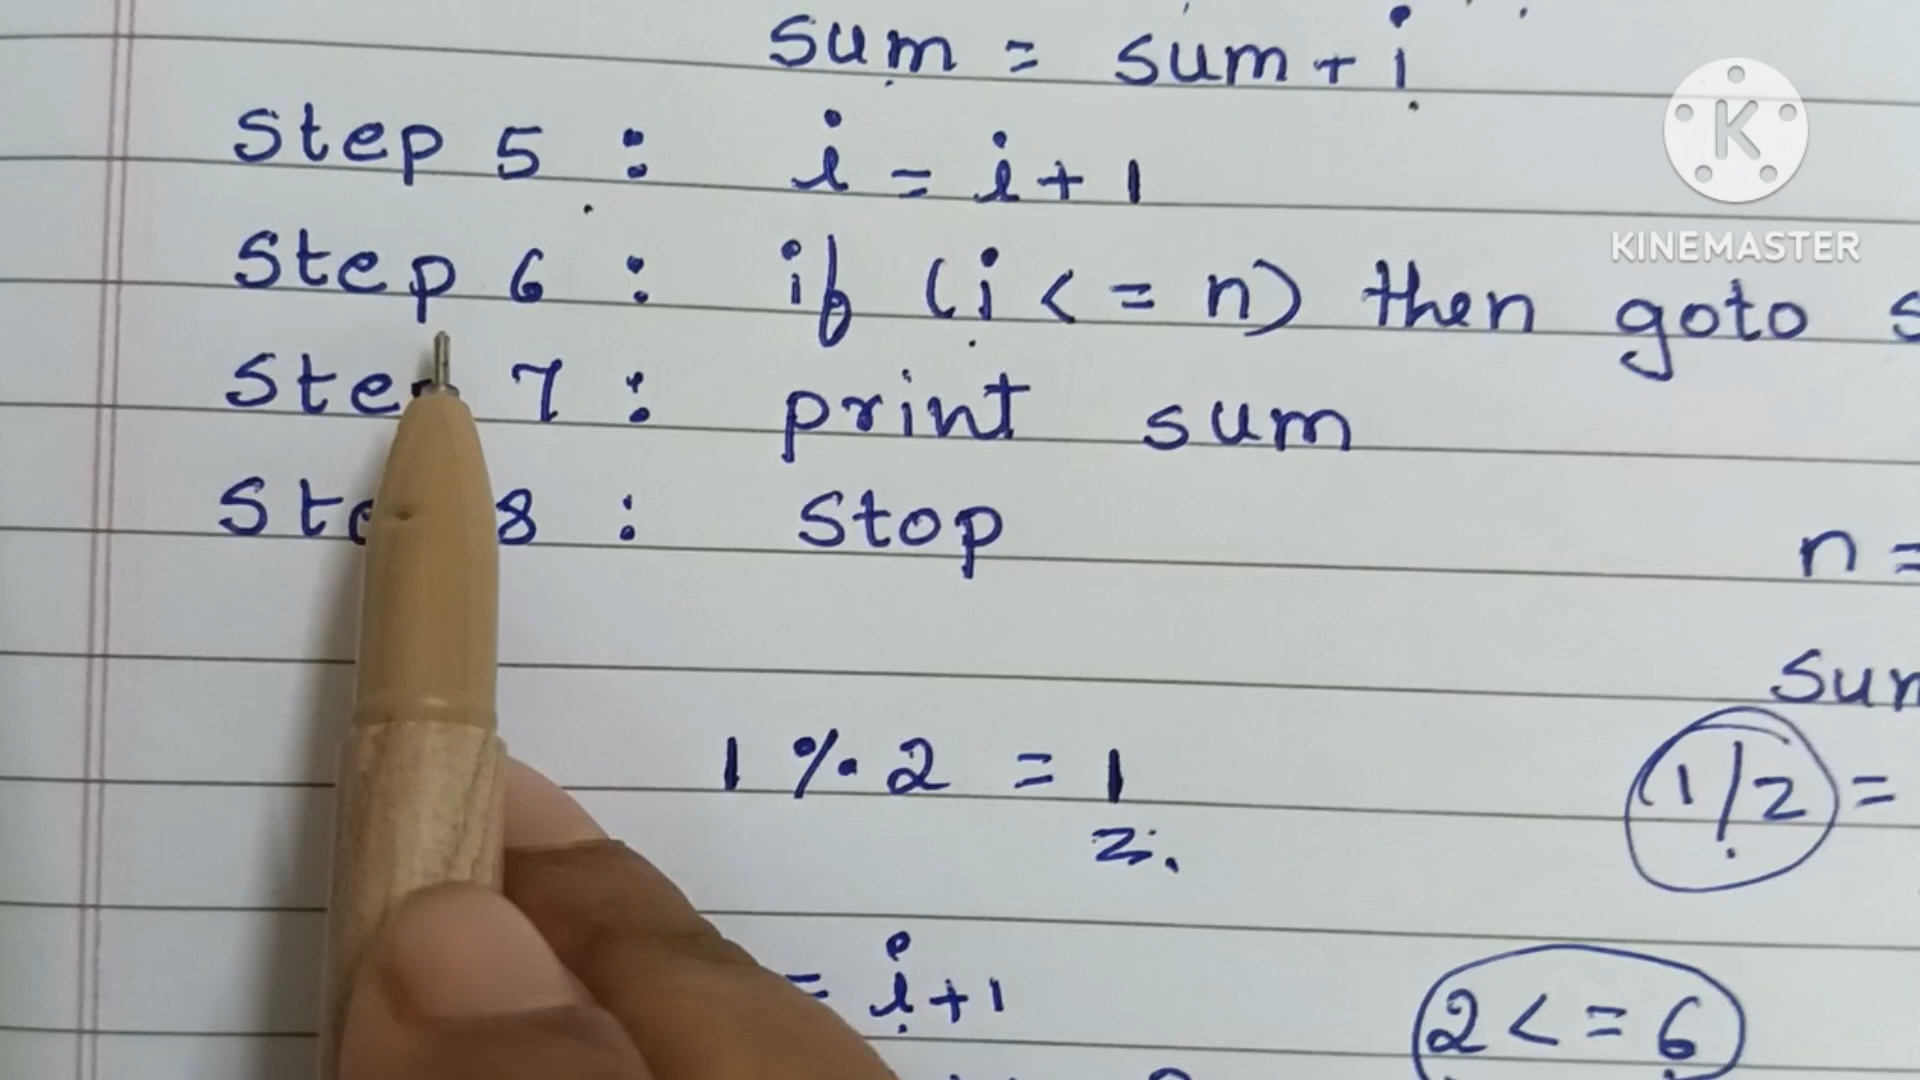 sum = sum + i
Step 5 : i = i + 1
Step 6 : if (i < = n) then goto
Step 7 : print sum
Step 8 : Stop
n =
1 % 2 = 1
1/2 =
= i + 1
2 < = 6
K
KINEMASTER